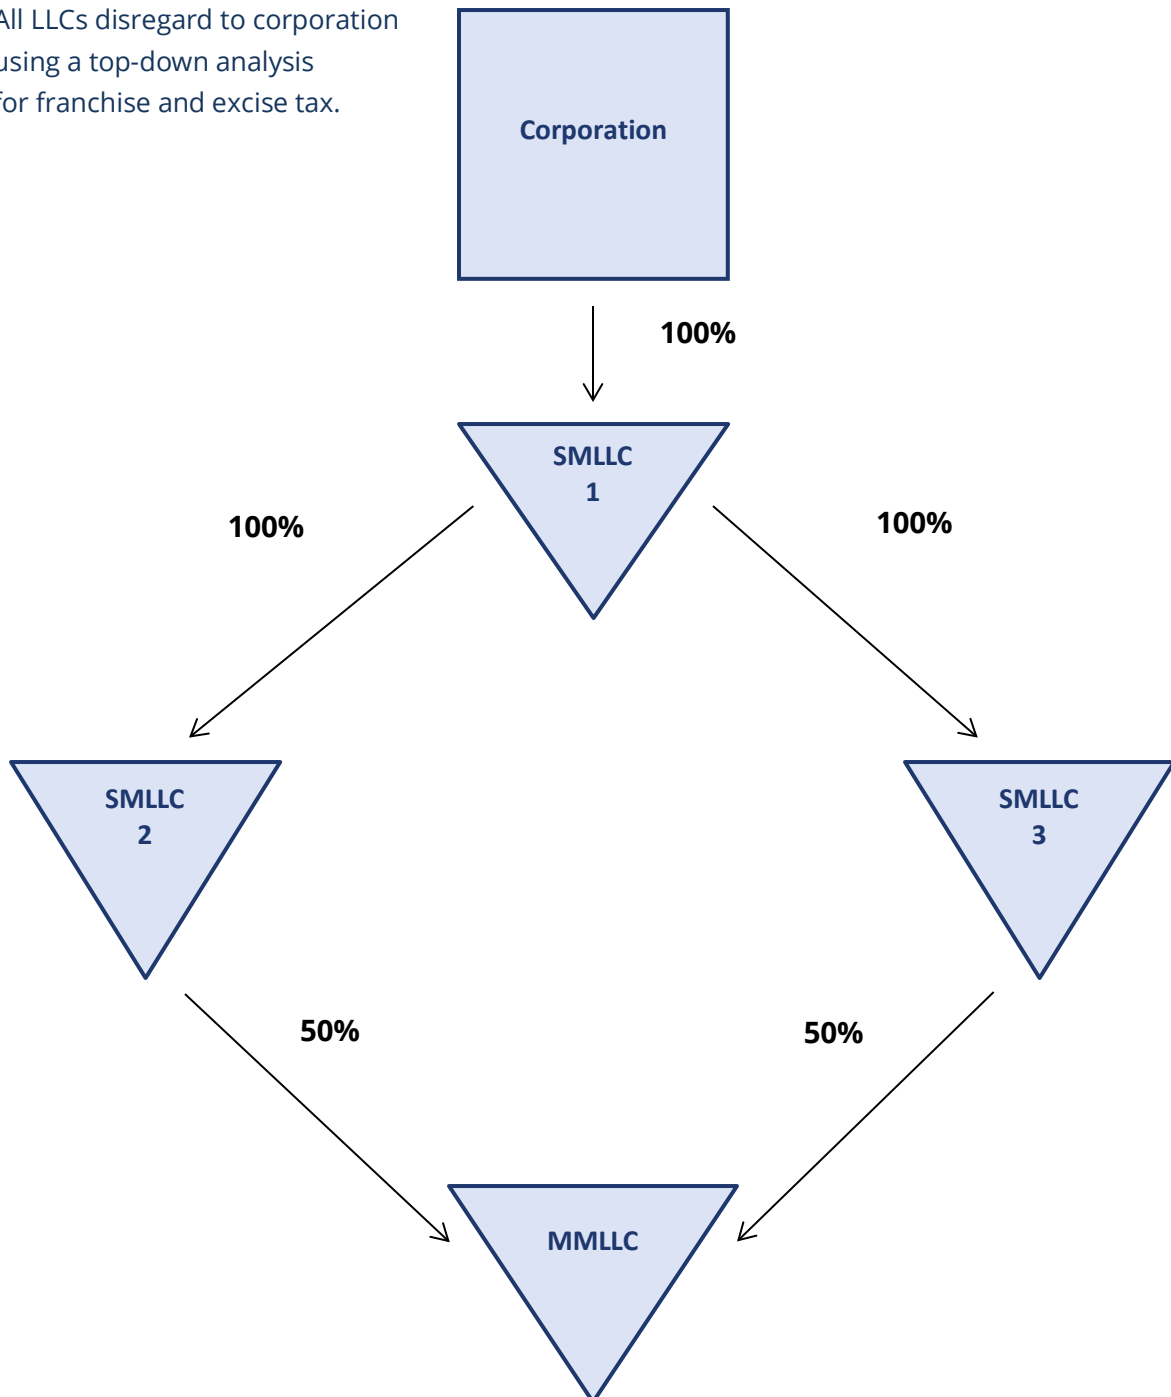 All LLCs disregard to corporation
using a top-down analysis
for franchise and excise tax.
Corporation
100%
SMLLC
1
100%
100%
SMLLC
2
SMLLC
3
50%
50%
MMLLC